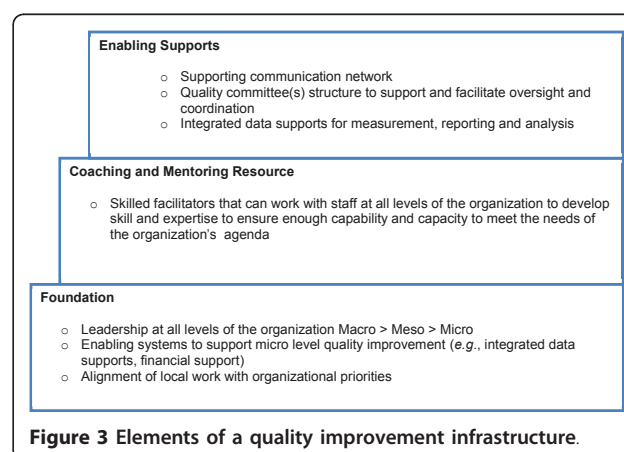 Enabling Supports
○ Supporting communication network
○ Quality committee(s) structure to support and facilitate oversight and
coordination
○ Integrated data supports for measurement, reporting and analysis
Coaching and Mentoring Resource
○ Skilled facilitators that can work with staff at all levels of the organization to develop
skill and expertise to ensure enough capability and capacity to meet the needs of
the organization's agenda
Foundation
○ Leadership at all levels of the organization Macro > Meso > Micro
○ Enabling systems to support micro level quality improvement (e.g., integrated data
supports, financial support)
○ Alignment of local work with organizational priorities
Figure 3 Elements of a quality improvement infrastructure.